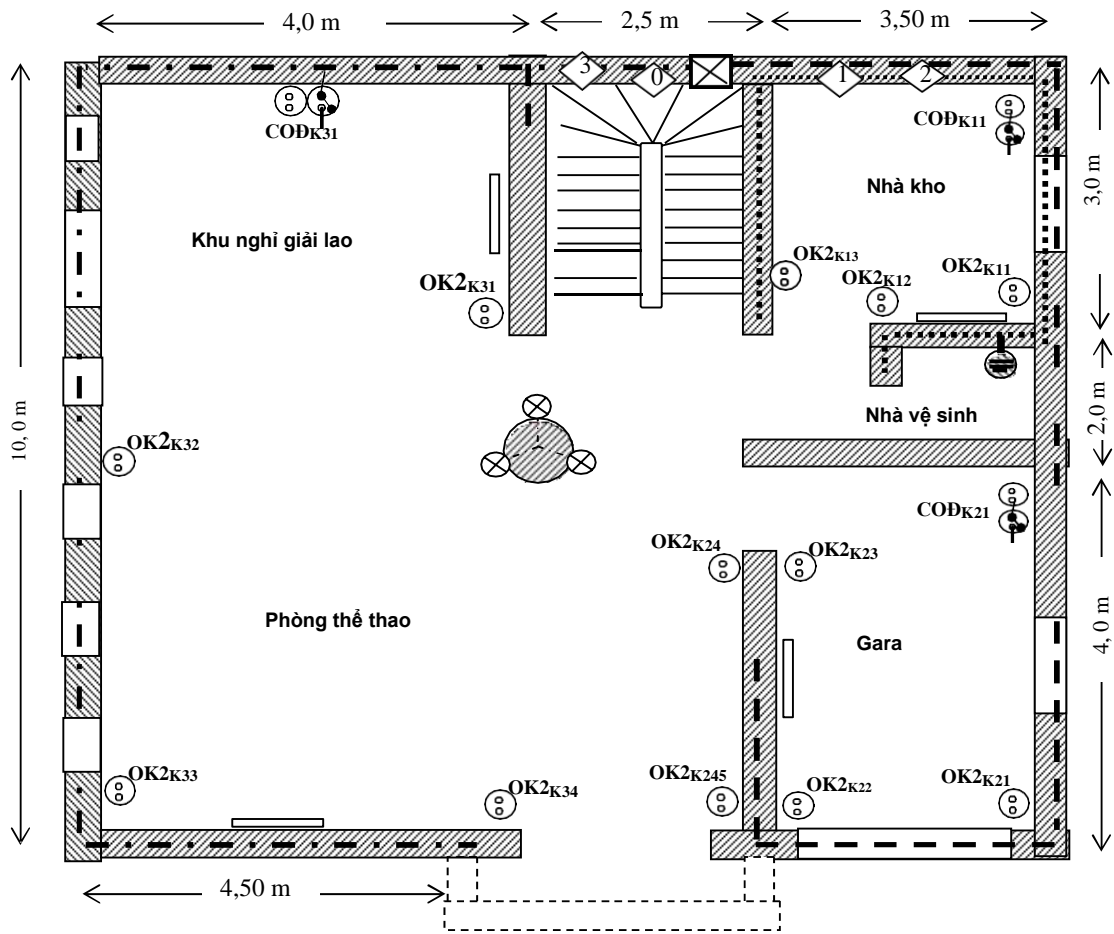 4,0 m
2,5 m
3,50 m
3
0
1
2
COĐK31
COĐK11
3,0 m
Nhà kho
Khu nghỉ giải lao
OK2K13
OK2K11
OK2K12
OK2K31
10, 0 m
2,0 m
Nhà vệ sinh
OK2K32
COĐK21
OK2K24
OK2K23
Phòng thể thao
Gara
4,0 m
OK2K33
OK2K34
OK2K245
OK2K22
OK2K21
4,50 m